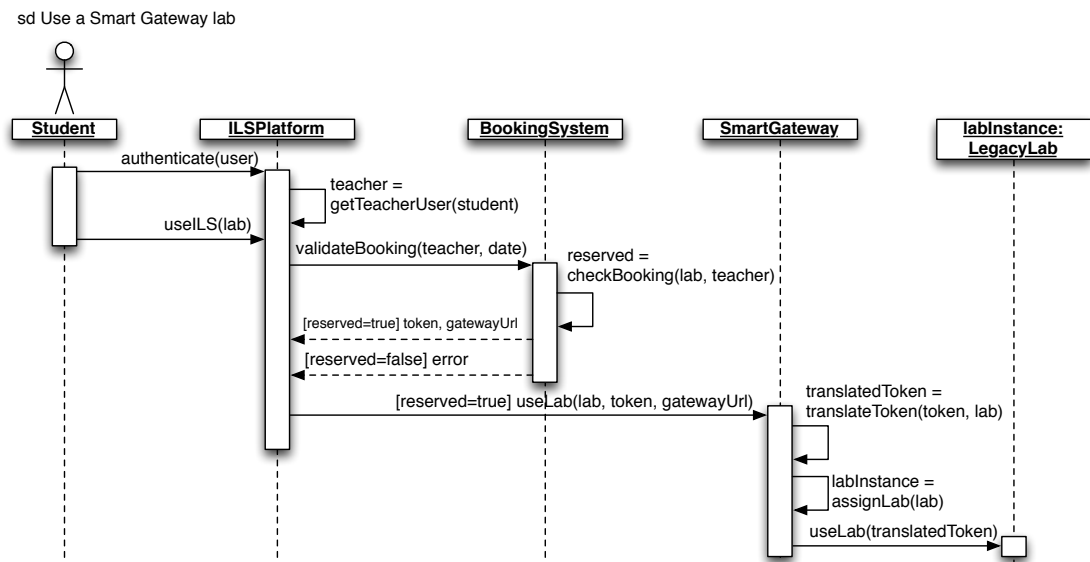 sd Use a Smart Gateway lab
Student
ILSPlatform
BookingSystem
SmartGateway
labInstance:
LegacyLab
authenticate(user)
teacher =
getTeacherUser(student)
useILS(lab)
validateBooking(teacher, date)
reserved =
checkBooking(lab, teacher)
[reserved=true] token, gatewayUrl
[reserved=false] error
[reserved=true] useLab(lab, token, gatewayUrl)
translatedToken =
translateToken(token, lab)
labInstance =
assignLab(lab)
useLab(translatedToken)